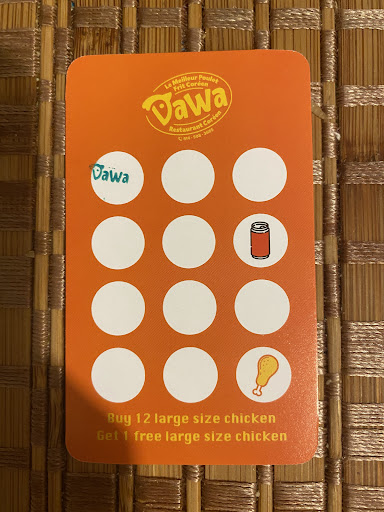 Le Meilleur Poulet
Frit Coréen
Dawa
Restaurant Coréen
Dawa
Buy 12 large size chicken
Get 1 free large size chicken